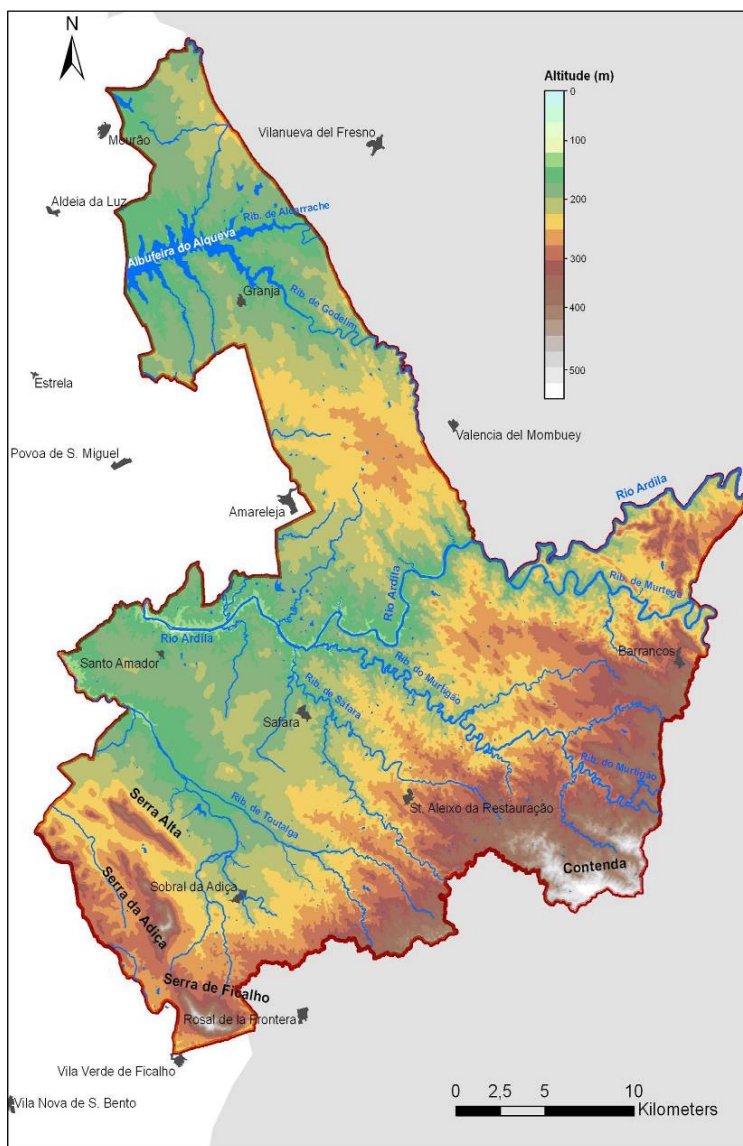 N
Altitude (m)
0
100
200
300
400
500
Vilanueva del Fresno
Mourão
Aldeia da Luz
Rib. de Alcarrache
Albufeira do Alqueva
Granja
Rib. de Godelim
Estrela
Valencia del Mombuey
Povoa de S. Miguel
Rio Ardila
Amareleja
Rio Ardila
Rib. de Murtega
Rio Ardila
Santo Amador
Barrancos
Rib. do Murtigão
Rib. de Safara
Safara
Rib. do Murtigão
St. Aleixo da Restauração
Serra Alta
Rib. de Toutalga
Contenda
Sobral da Adiça
Serra da Adiça
Serra de Ficalho
Rosal de la Frontera
Vila Verde de Ficalho
0 2,5 5 10
Kilometers
Vila Nova de S. Bento